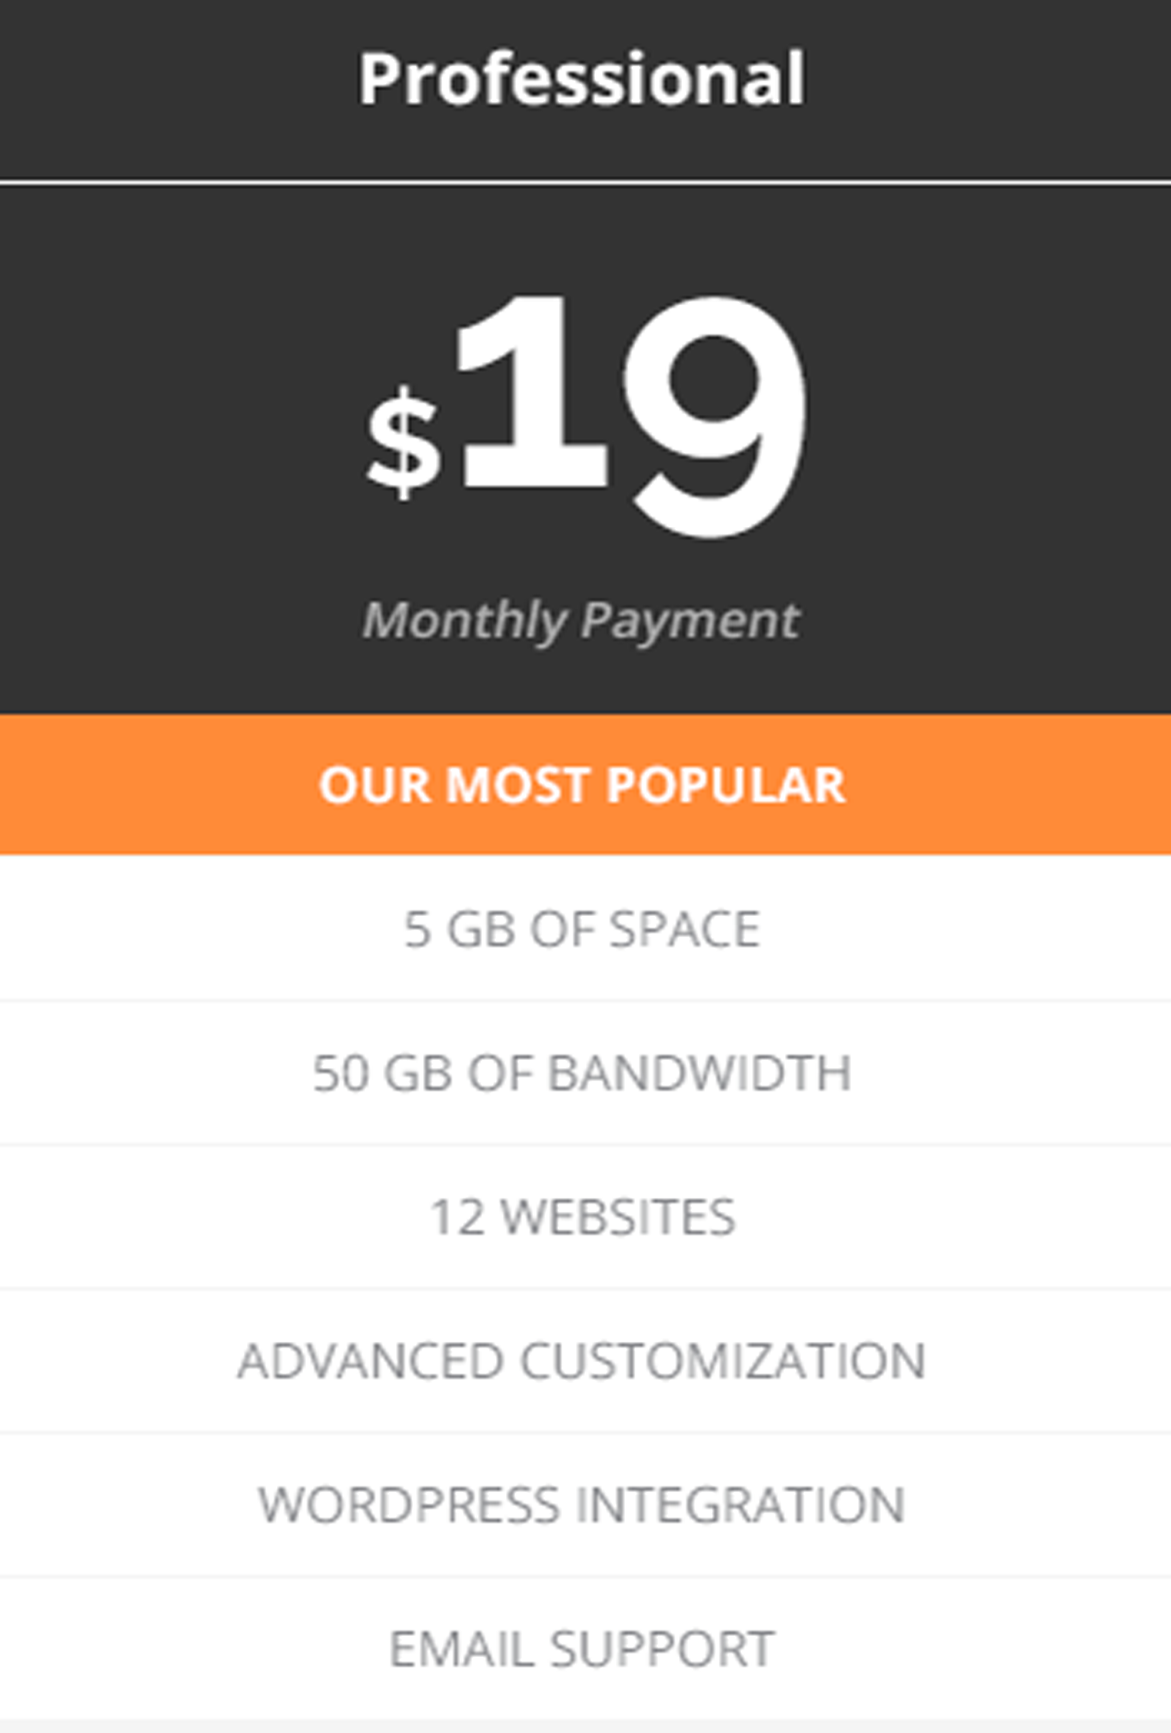 Professional
$19
Monthly Payment
OUR MOST POPULAR
5 GB OF SPACE
50 GB OF BANDWIDTH
12 WEBSITES
ADVANCED CUSTOMIZATION
WORDPRESS INTEGRATION
EMAIL SUPPORT